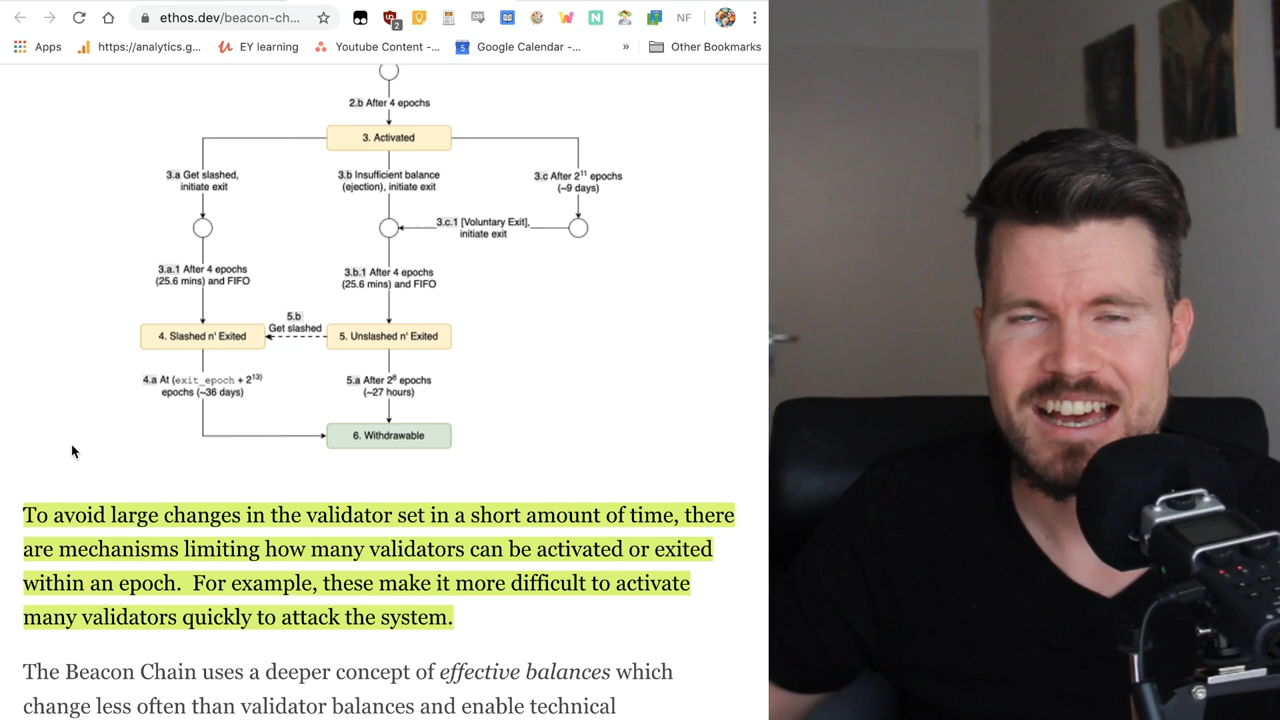 ethos.dev/beacon-ch...
2
NF
Apps
https://analytics.g...
EY learning
Youtube Content -...
5
Google Calendar -...
»
Other Bookmarks
2.b After 4 epochs
3. Activated
3.a Get slashed,
initiate exit
3.b Insufficient balance
(ejection), initiate exit
3.c After 2¹¹ epochs
(~9 days)
3.c.1 [Voluntary Exit],
initiate exit
3.a.1 After 4 epochs
(25.6 mins) and FIFO
3.b.1 After 4 epochs
(25.6 mins) and FIFO
5.b
Get slashed
4. Slashed n' Exited
5. Unslashed n' Exited
4.a At (exit_epoch + 2¹³)
epochs (~36 days)
5.a After 2⁸ epochs
(~27 hours)
6. Withdrawable
To avoid large changes in the validator set in a short amount of time, there
are mechanisms limiting how many validators can be activated or exited
within an epoch.  For example, these make it more difficult to activate
many validators quickly to attack the system.
The Beacon Chain uses a deeper concept of effective balances which
change less often than validator balances and enable technical